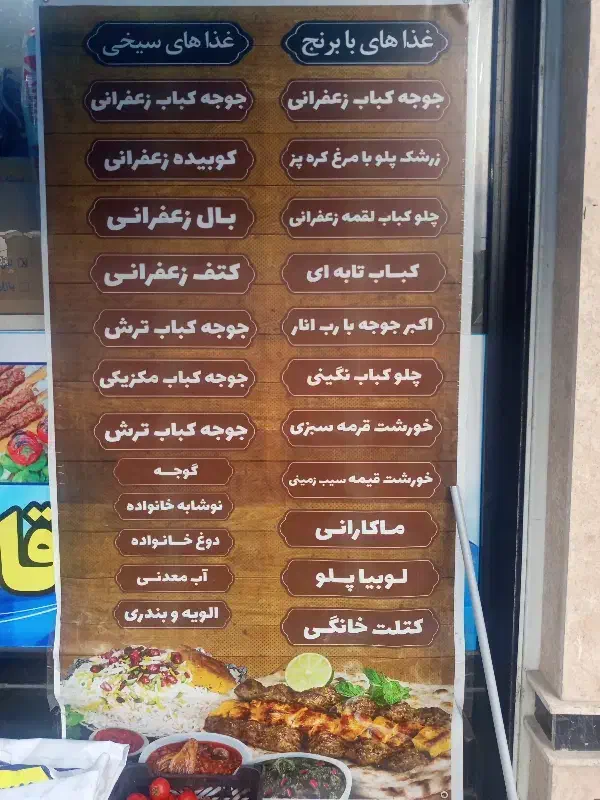 غذا های با برنج
جوجه کباب زعفرانی
زرشک پلو با مرغ کره پز
چلو کباب لقمه زعفرانی
کباب تابه ای
اکبر جوجه با رب انار
چلو کباب نگینی
خورشت قرمه سبزی
خورشت قیمه سیب زمینی
ماکارانی
لوبیا پلو
کتلت خانگی
غذا های سیخی
جوجه کباب زعفرانی
کوبیده زعفرانی
بال زعفرانی
کتف زعفرانی
جوجه کباب ترش
جوجه کباب مکزیکی
جوجه کباب ترش
گوجه
نوشابه خانواده
دوغ خانواده
آب معدنی
الویه و بندری